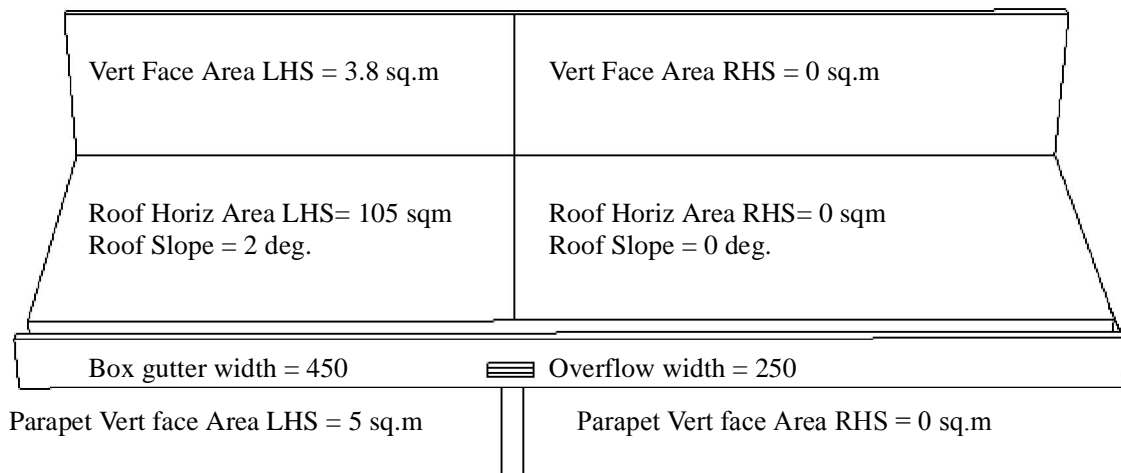 Vert Face Area LHS = 3.8 sq.m
Vert Face Area RHS = 0 sq.m
Roof Horiz Area LHS= 105 sqm
Roof Slope = 2 deg.
Roof Horiz Area RHS= 0 sqm
Roof Slope = 0 deg.
Box gutter width = 450
Overflow width = 250
Parapet Vert face Area LHS = 5 sq.m
Parapet Vert face Area RHS = 0 sq.m